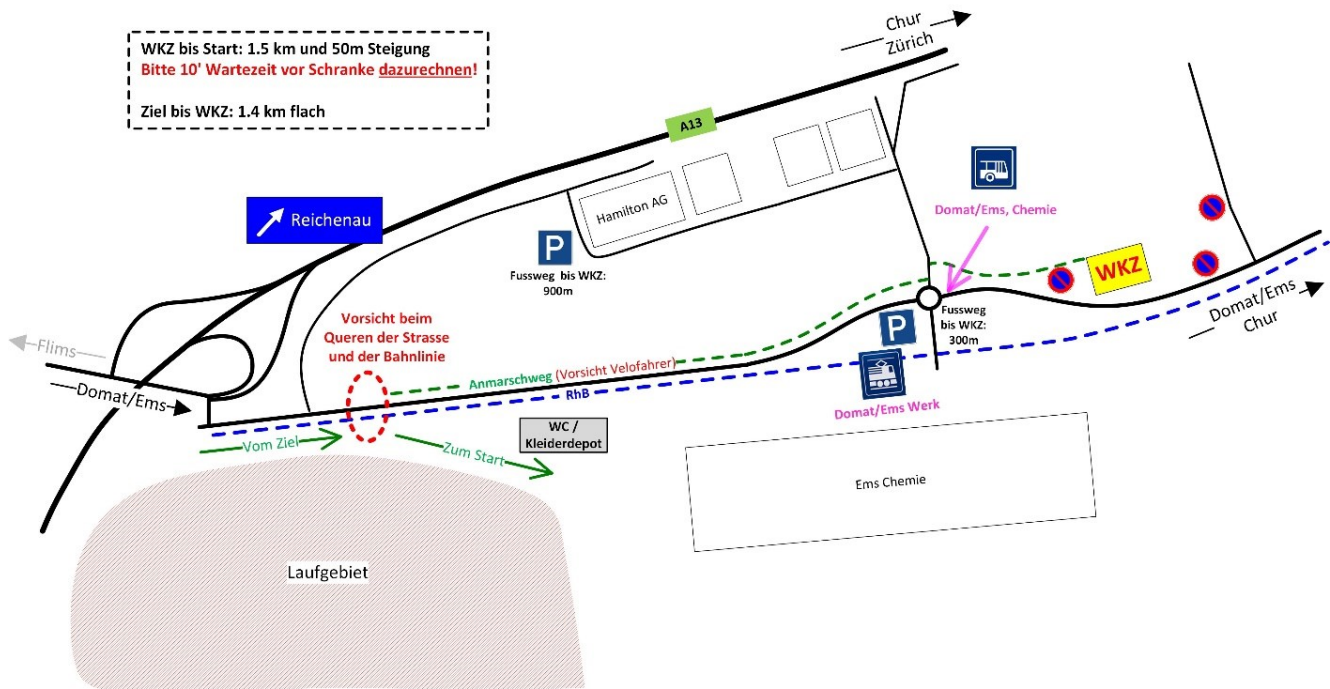 WKZ bis Start: 1.5 km und 50m Steigung
Bitte 10' Wartezeit vor Schranke dazurechnen!
Ziel bis WKZ: 1.4 km flach
Chur
Zürich
A13
Hamilton AG
Reichenau
P
Fussweg bis WKZ:
900m
Domat/Ems, Chemie
WKZ
Flims
Domat/Ems
Vorsicht beim
Queren der Strasse
und der Bahnlinie
P
Fussweg
bis WKZ:
300m
Domat/Ems
Chur
Anmarschweg (Vorsicht Velofahrer)
RhB
Domat/Ems Werk
Vom Ziel
Zum Start
WC /
Kleiderdepot
Ems Chemie
Laufgebiet